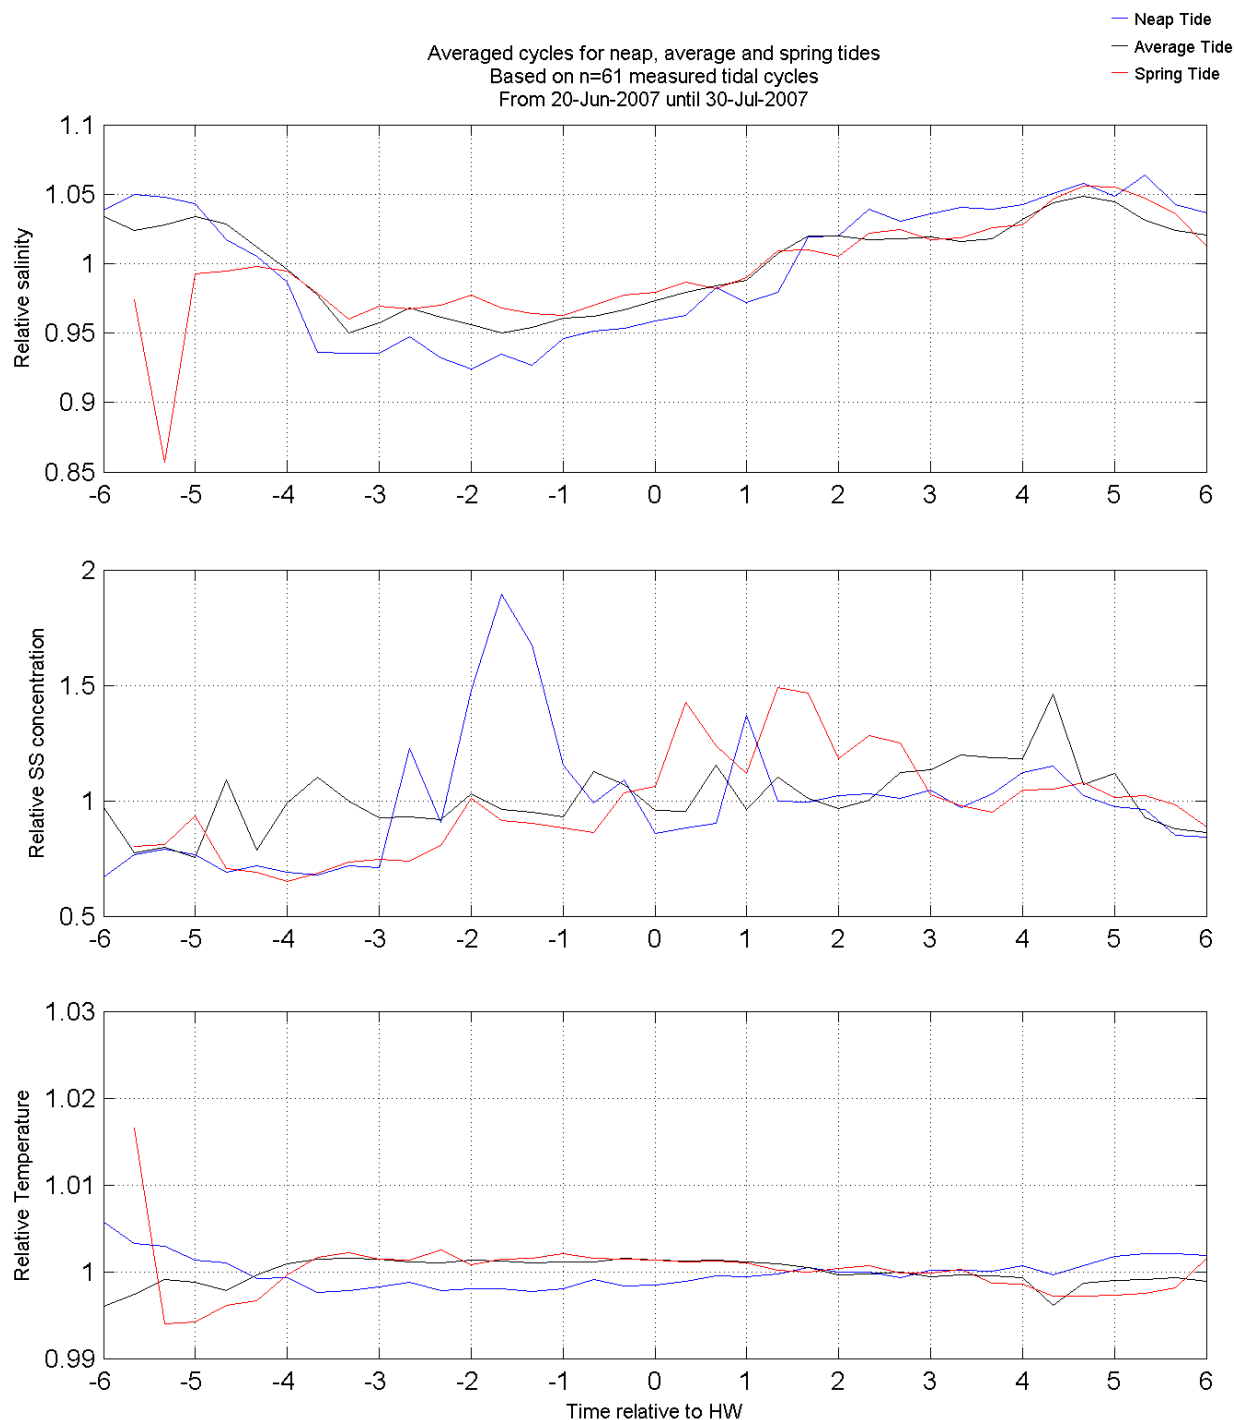 Neap Tide
Average Tide
Spring Tide
Averaged cycles for neap, average and spring tides
Based on n=61 measured tidal cycles
From 20-Jun-2007 until 30-Jul-2007
1.1
1.05
1
0.95
0.9
0.85
Relative salinity
-6 -5 -4 -3 -2 -1 0 1 2 3 4 5 6
2
1.5
1
0.5
Relative SS concentration
-6 -5 -4 -3 -2 -1 0 1 2 3 4 5 6
1.03
1.02
1.01
1
0.99
Relative Temperature
-6 -5 -4 -3 -2 -1 0 1 2 3 4 5 6
Time relative to HW